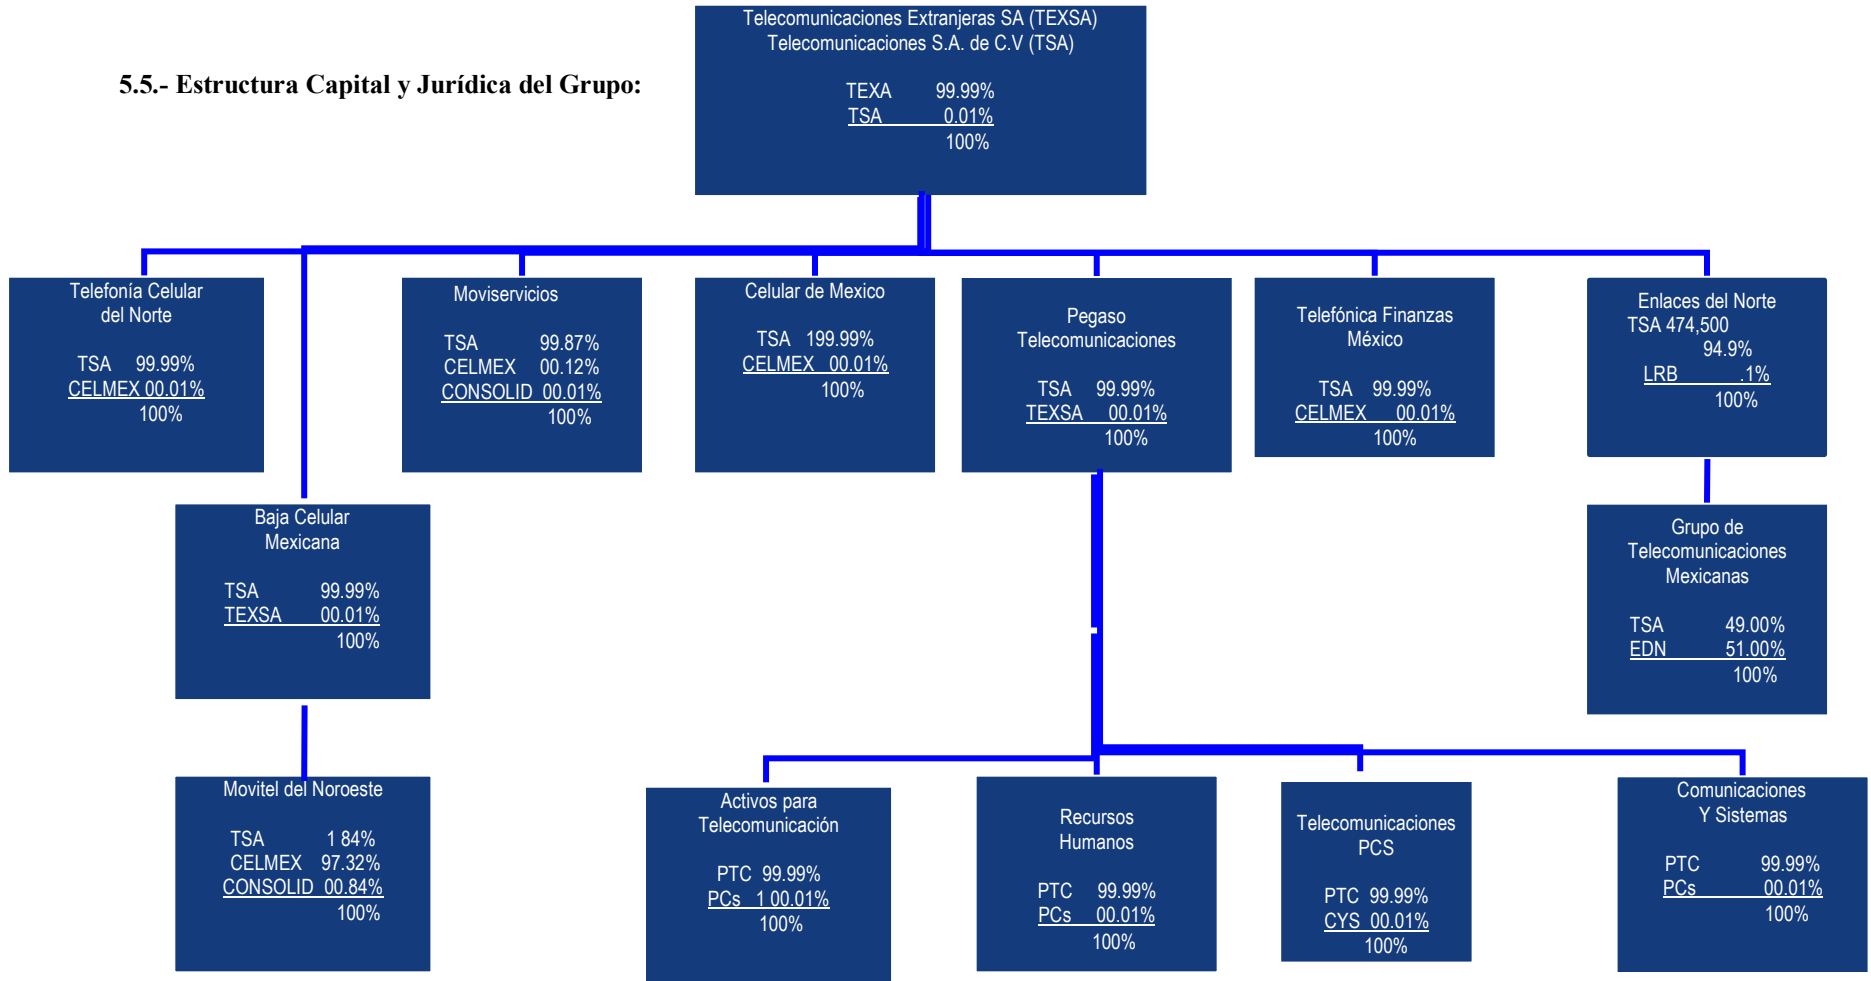 Telecomunicaciones Extranjeras SA (TEXSA)
Telecomunicaciones S.A. de C.V (TSA)
TEXA 99.99%
TSA 0.01%
100%
5.5.- Estructura Capital y Jurídica del Grupo:
Telefonía Celular
del Norte
TSA 99.99%
CELMEX 00.01%
100%
Moviservicios
TSA 99.87%
CELMEX 00.12%
CONSOLID 00.01%
100%
Celular de Mexico
TSA 199.99%
CELMEX 00.01%
100%
Pegaso
Telecomunicaciones
TSA 99.99%
TEXSA 00.01%
100%
Telefónica Finanzas
México
TSA 99.99%
CELMEX 00.01%
100%
Enlaces del Norte
TSA 474,500
94.9%
LRB .1%
100%
Baja Celular
Mexicana
TSA 99.99%
TEXSA 00.01%
100%
Grupo de
Telecomunicaciones
Mexicanas
TSA 49.00%
EDN 51.00%
100%
Movitel del Noroeste
TSA 1 84%
CELMEX 97.32%
CONSOLID 00.84%
100%
Activos para
Telecomunicación
PTC 99.99%
PCs 1 00.01%
100%
Recursos
Humanos
PTC 99.99%
PCs 00.01%
100%
Telecomunicaciones
PCS
PTC 99.99%
CYS 00.01%
100%
Comunicaciones
Y Sistemas
PTC 99.99%
PCs 00.01%
100%